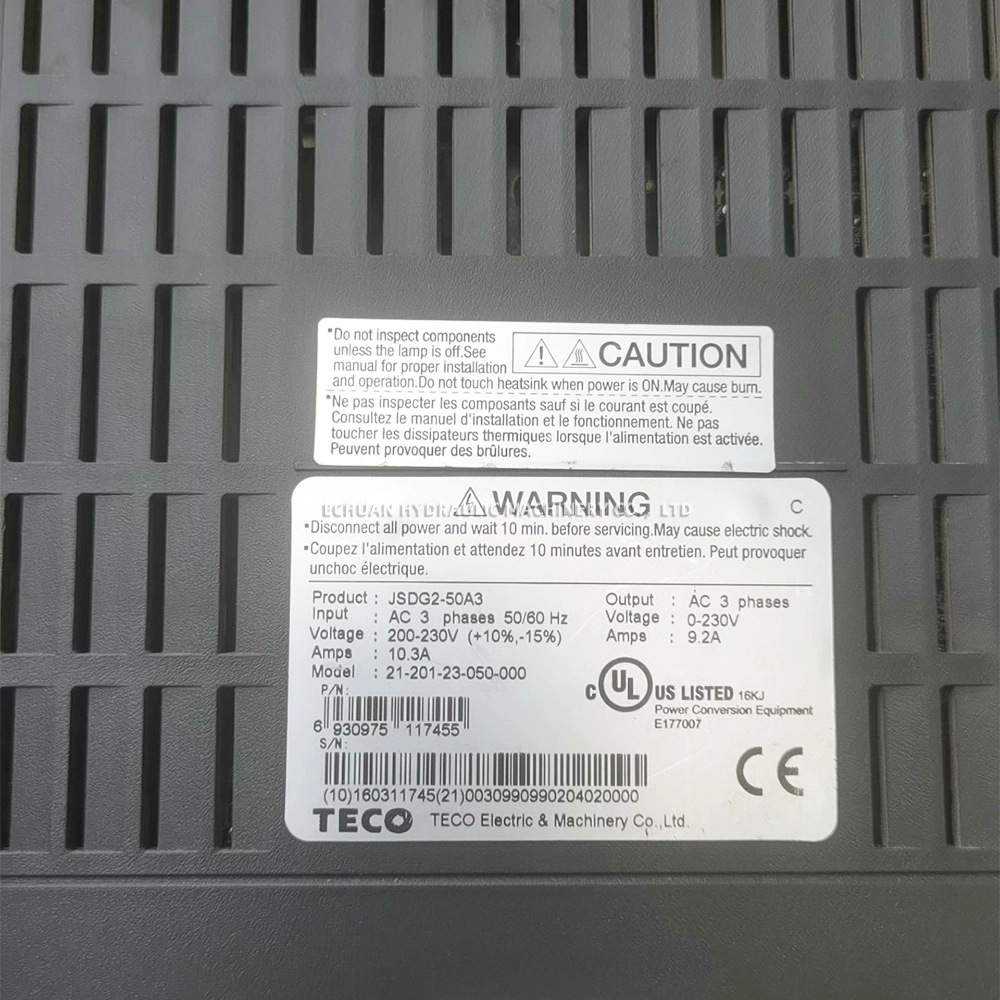 ▪Do not inspect components
unless the lamp is off.See
manual for proper installation
CAUTION
and operation.Do not touch heatsink when power is ON.May cause burn.
▪Ne pas inspecter les composants sauf si le courant est coupé.
Consultez le manuel d'installation et le fonctionnement. Ne pas
toucher les dissipateurs thermiques lorsque l'alimentation est activée.
Peuvent provoquer des brûlures.
WARNING
C
ECHUAN HYDRAULIC MACHINERY CO., LTD
▪Disconnect all power and wait 10 min. before servicing.May cause electric shock.
▪Coupez l'alimentation et attendez 10 minutes avant entretien. Peut provoquer
unchoc électrique.
Product : JSDG2-50A3
Input : AC 3 phases 50/60 Hz
Voltage : 200-230V (+10%,-15%)
Amps : 10.3A
Model : 21-201-23-050-000
Output : AC 3 phases
Voltage : 0-230V
Amps : 9.2A
P/N:
6 930975 117455
S/N:
(10)160311745(21)0030990990204020000
C UL US LISTED 16KJ
Power Conversion Equipment
E177007
CE
TECO TECO Electric & Machinery Co.,Ltd.